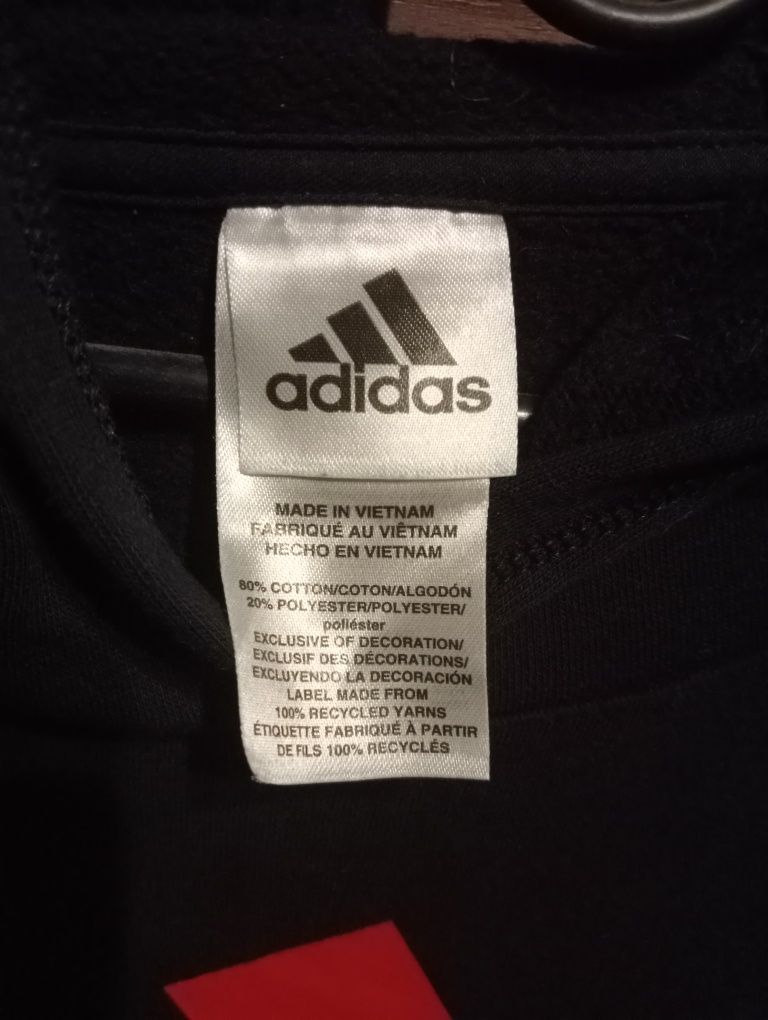 adidas
MADE IN VIETNAM
FABRIQUÉ AU VIÊTNAM
HECHO EN VIETNAM
80% COTTON/COTON/ALGODÓN
20% POLYESTER/POLYESTER/
poliéster
EXCLUSIVE OF DECORATION/
EXCLUSIF DES DÉCORATIONS/
EXCLUYENDO LA DECORACIÓN
LABEL MADE FROM
100% RECYCLED YARNS
ÉTIQUETTE FABRIQUÉ À PARTIR
DE FILS 100% RECYCLÉS